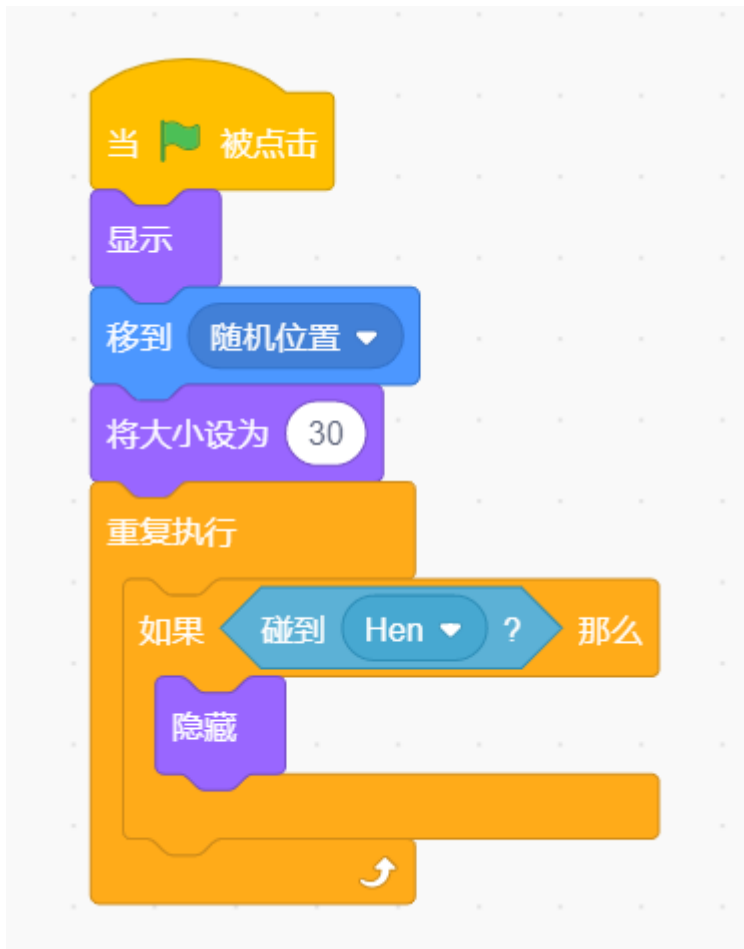 当 被点击
显示
移到 随机位置
将大小设为 30
重复执行
如果 碰到 Hen ? 那么
隐藏